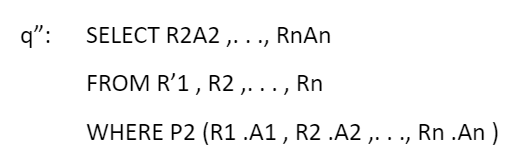 q”: SELECT R2A2 ,. . ., RnAn
FROM R’1 , R2 ,. . . , Rn
WHERE P2 (R1 .A1 , R2 .A2 ,. . ., Rn .An )